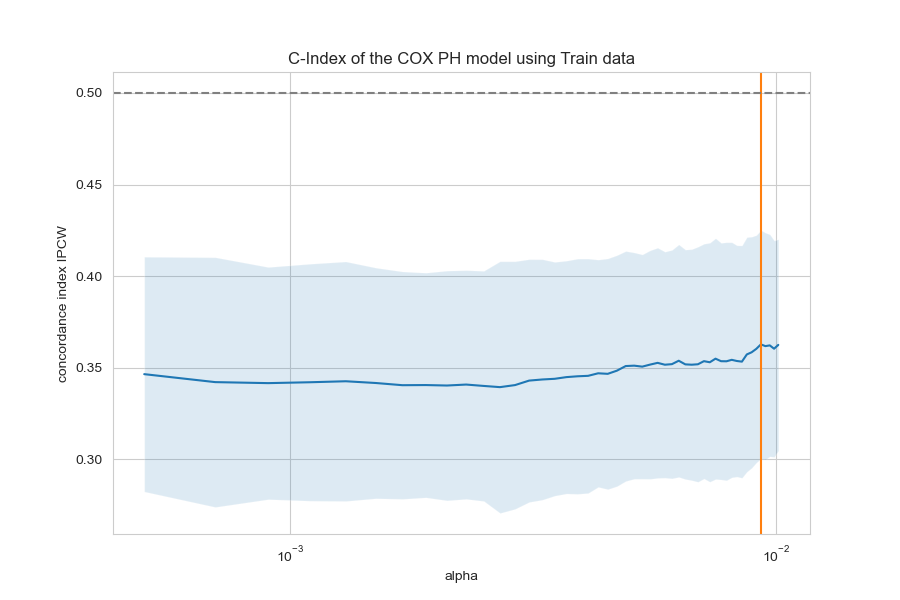 C-Index of the COX PH model using Train data
concordance index IPCW
0.50
0.45
0.40
0.35
0.30
10⁻³
10⁻²
alpha